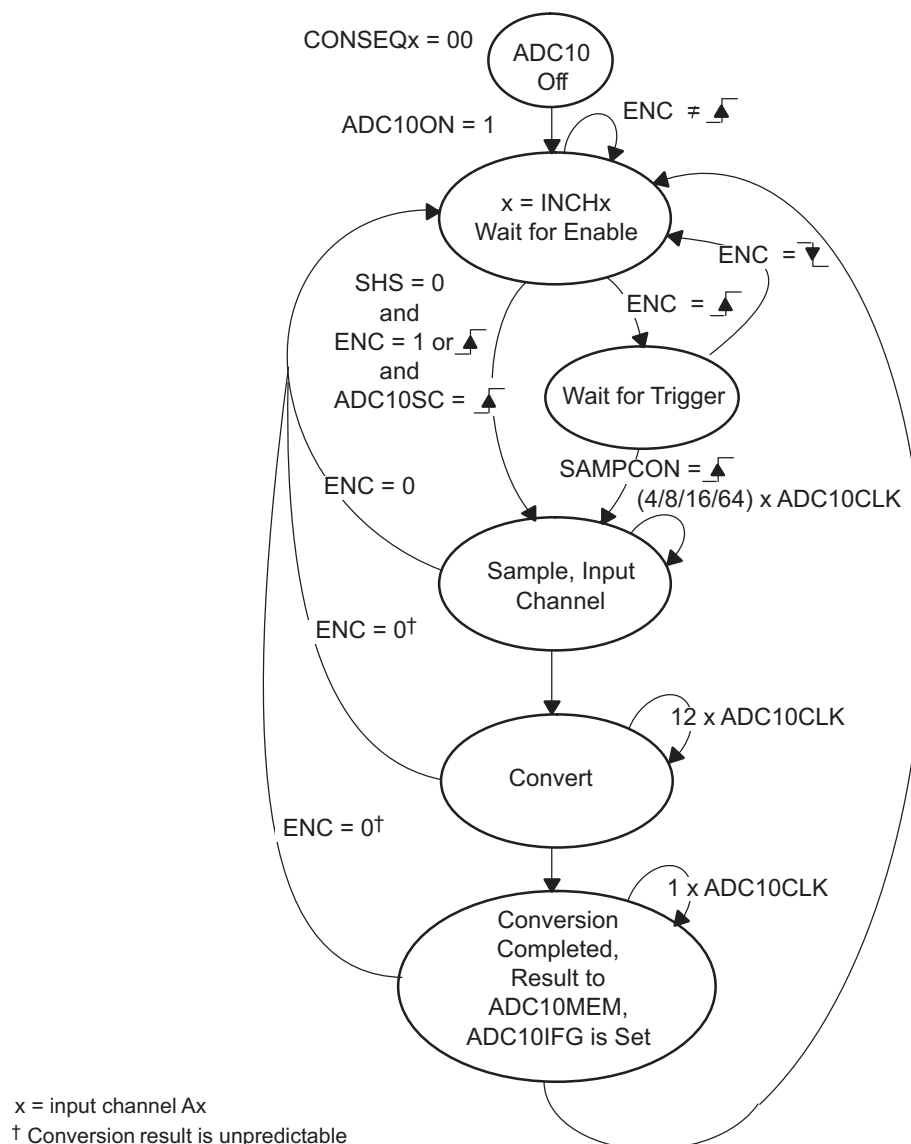 CONSEQx = 00
ADC10
Off
ADC10ON = 1
ENC ≠
x = INCHx
Wait for Enable
ENC =
SHS = 0
and
ENC = 1 or
and
ADC10SC =
ENC =
Wait for Trigger
SAMPCON =
(4/8/16/64) x ADC10CLK
ENC = 0
Sample, Input
Channel
ENC = 0†
12 x ADC10CLK
Convert
ENC = 0†
1 x ADC10CLK
Conversion
Completed,
Result to
ADC10MEM,
ADC10IFG is Set
x = input channel Ax
† Conversion result is unpredictable